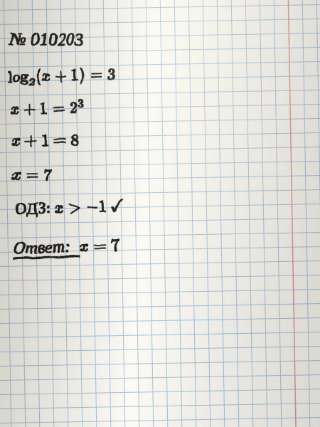 № 010203
log₂(x + 1) = 3
x + 1 = 2³
x + 1 = 8
x = 7
ОДЗ: x > −1 ✓
Ответ: x = 7